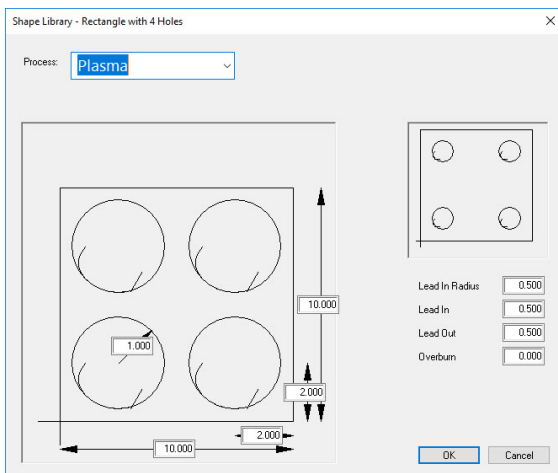 Shape Library - Rectangle with 4 Holes
Process: Plasma
10.000
1.000
2.000
2.000
10.000
Lead In Radius 0.500
Lead In 0.500
Lead Out 0.500
Overburn 0.000
OK Cancel